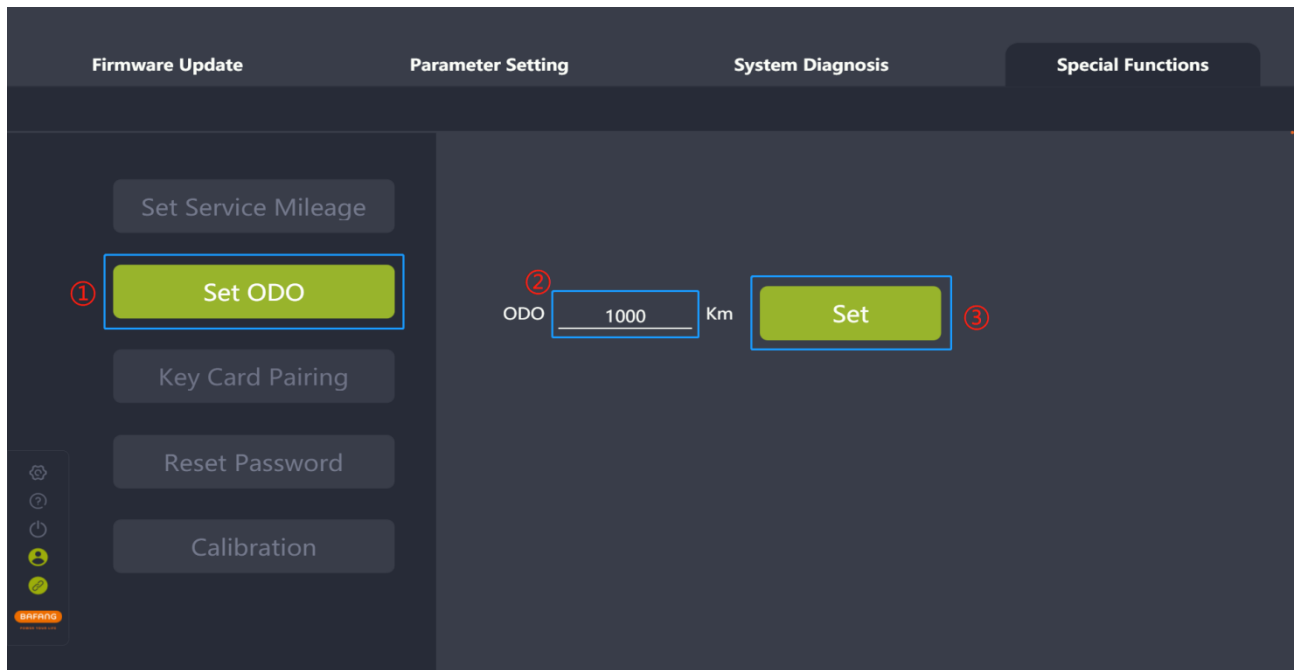 Firmware Update
Parameter Setting
System Diagnosis
Special Functions
Set Service Mileage
① Set ODO
②
ODO 1000 Km Set ③
Key Card Pairing
Reset Password
Calibration
BAFANG